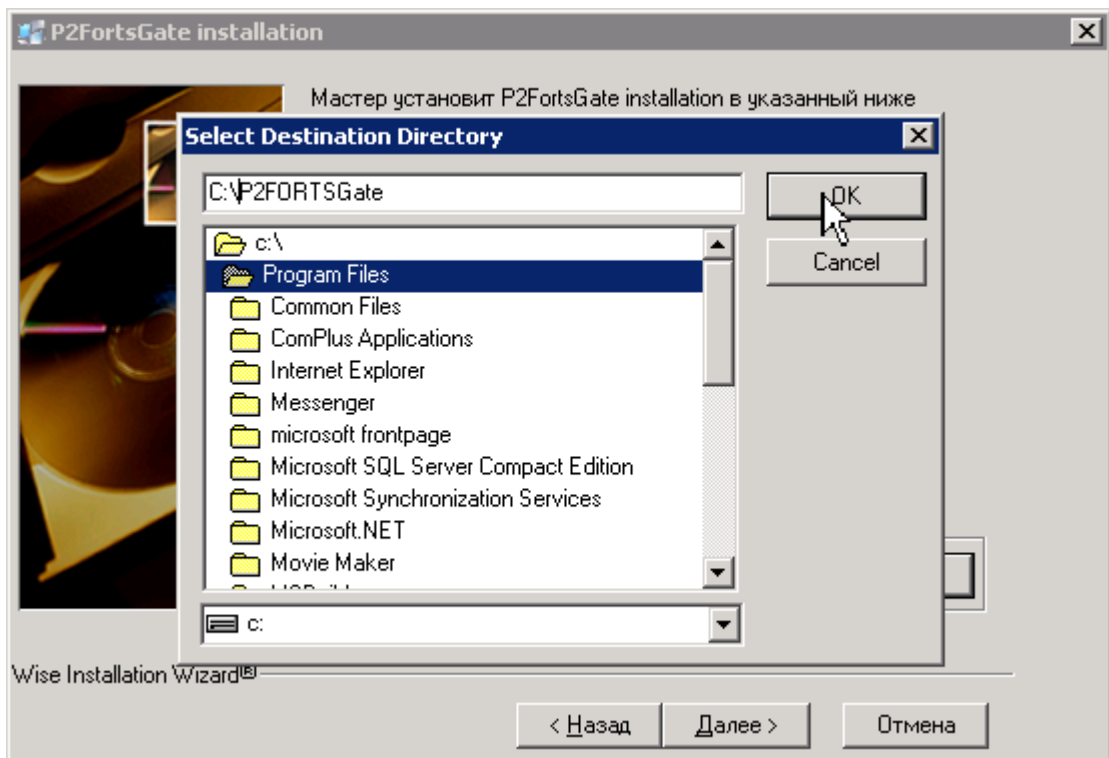 P2FortsGate installation
Мастер установит P2FortsGate installation в указанный ниже
Select Destination Directory
C:\P2FORTSGate
OK
Cancel
c:\
Program Files
Common Files
ComPlus Applications
Internet Explorer
Messenger
microsoft frontpage
Microsoft SQL Server Compact Edition
Microsoft Synchronization Services
Microsoft.NET
Movie Maker
c:
Wise Installation Wizard®
< Назад
Далее >
Отмена